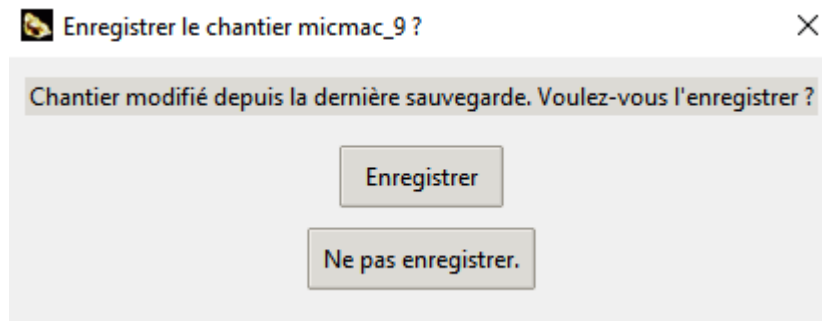 Enregistrer le chantier micmac_9 ?
Chantier modifié depuis la dernière sauvegarde. Voulez-vous l'enregistrer ?
Enregistrer
Ne pas enregistrer.